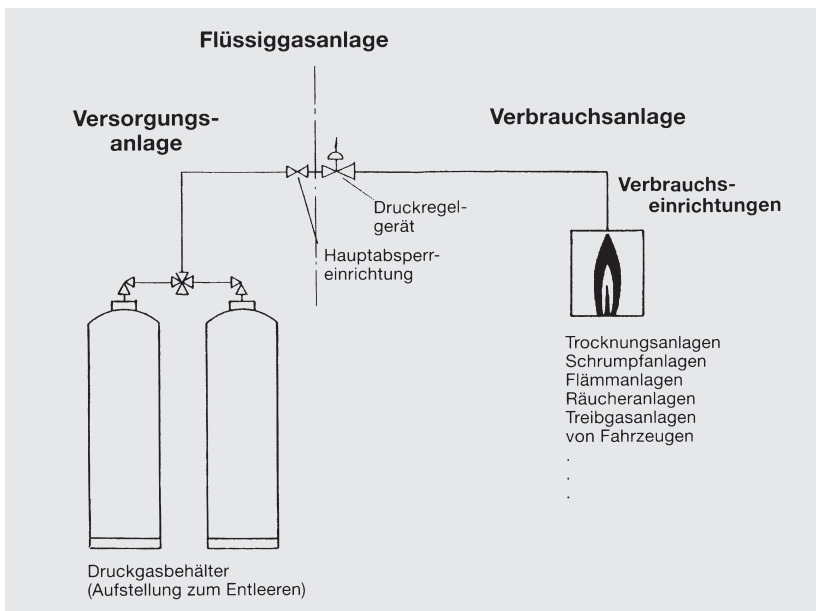 Flüssiggasanlage
Versorgungs-
anlage
Verbrauchsanlage
Verbrauchs-
einrichtungen
Druckregel-
gerät
Hauptabsperr-
einrichtung
Trocknungsanlagen
Schrumpfanlagen
Flämmanlagen
Räucheranlagen
Treibgasanlagen
von Fahrzeugen
.
.
.
Druckgasbehälter
(Aufstellung zum Entleeren)